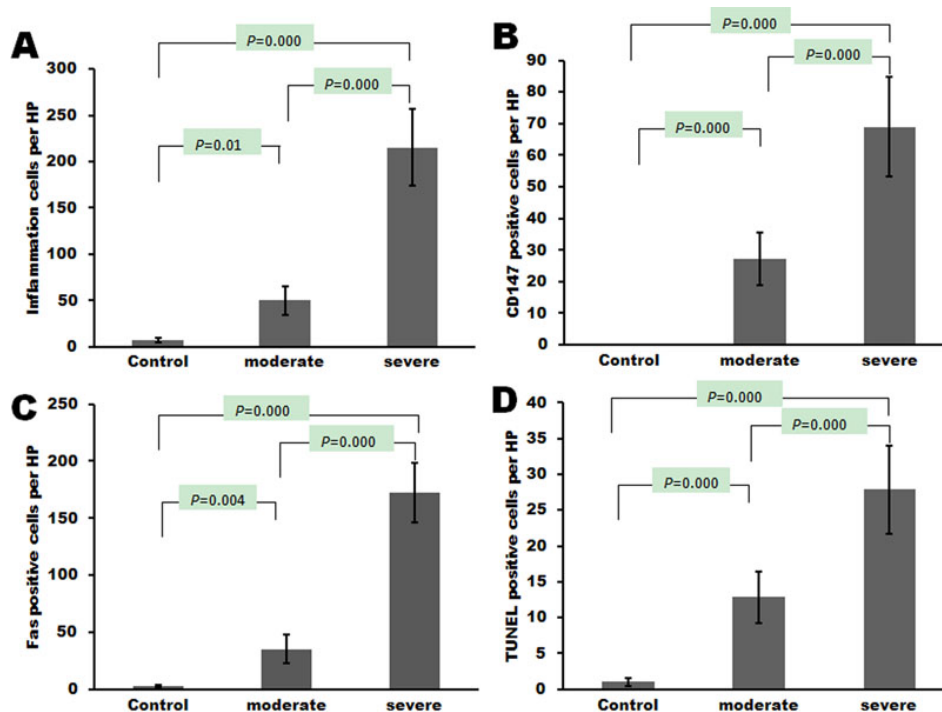 A
P=0.000
P=0.000
P=0.01
Inflammation cells per HP
300
250
200
150
100
50
0
Control moderate severe
B
P=0.000
P=0.000
P=0.000
CD147 positive cells per HP
90
80
70
60
50
40
30
20
10
0
Control moderate severe
C
P=0.000
P=0.000
P=0.004
Fas positive cells per HP
250
200
150
100
50
0
Control moderate severe
D
P=0.000
P=0.000
P=0.000
TUNEL positive cells per HP
40
35
30
25
20
15
10
5
0
Control moderate severe